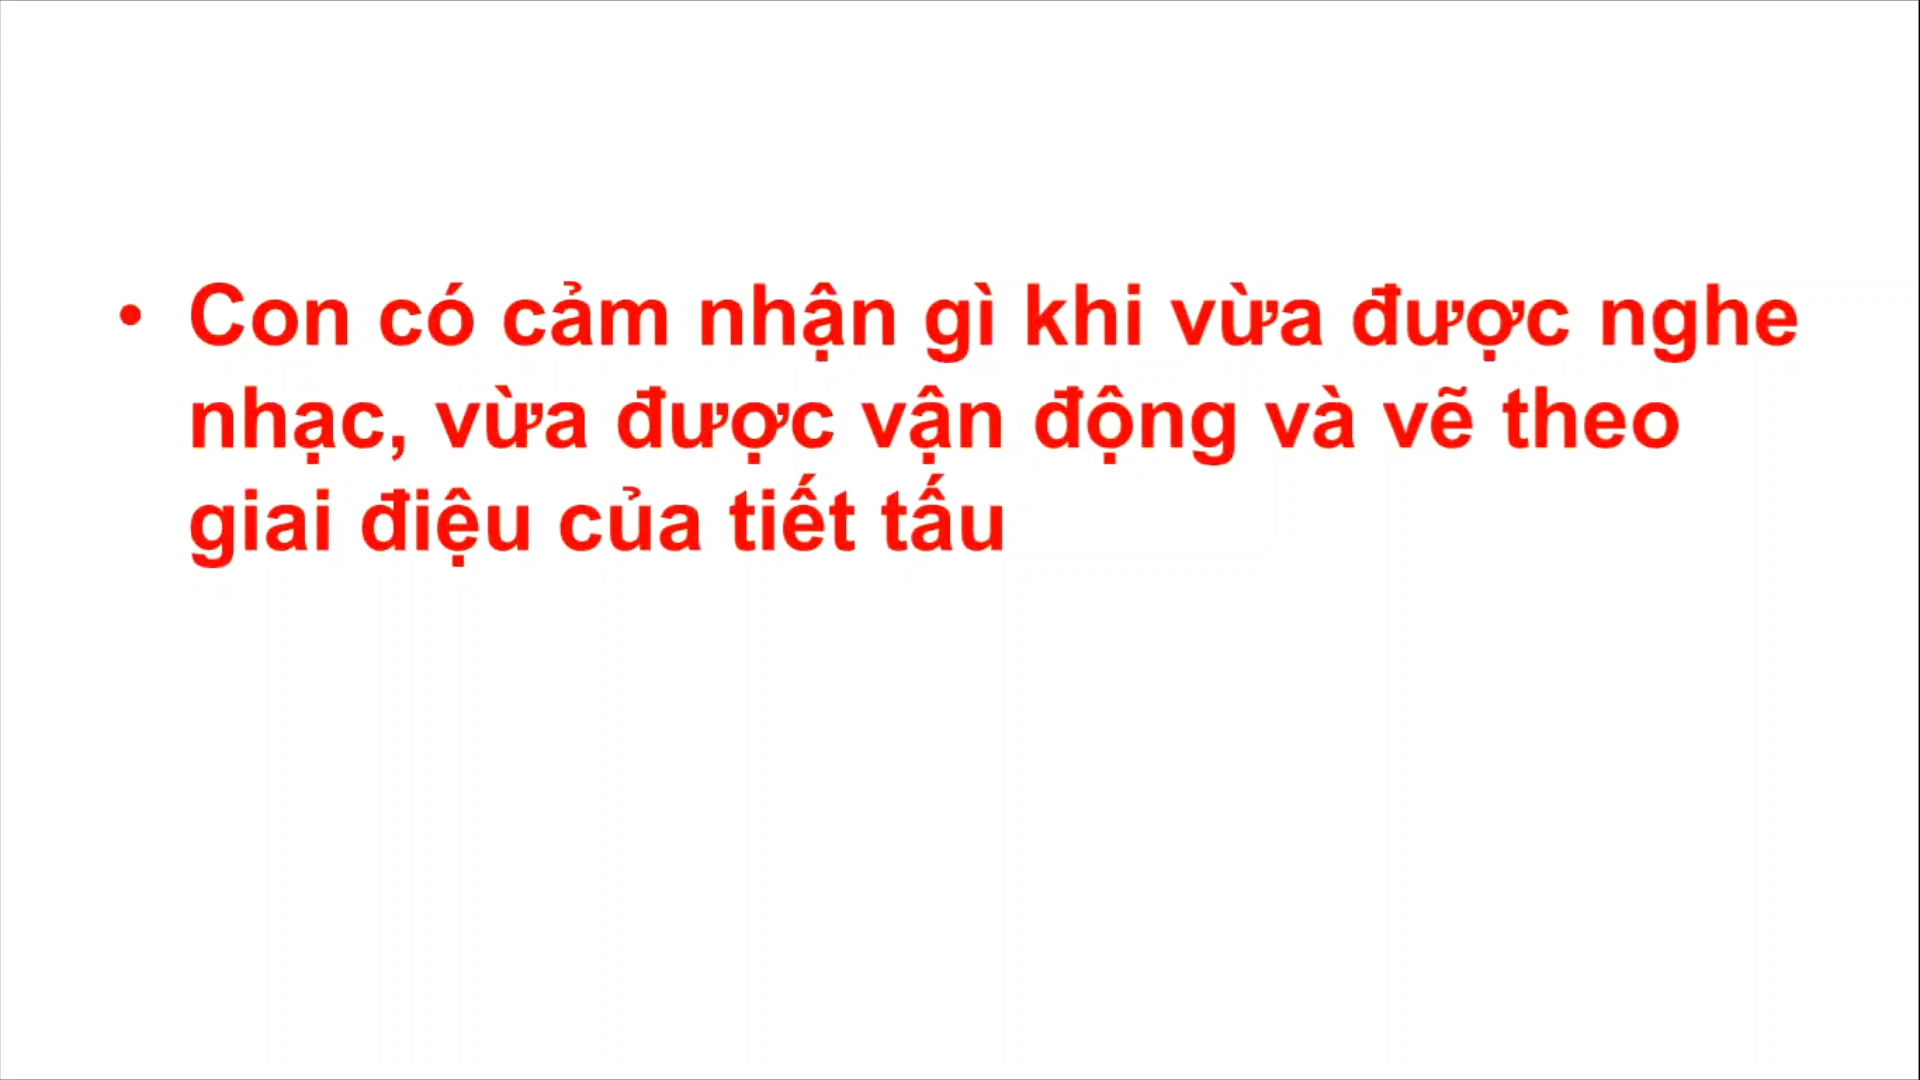 • Con có cảm nhận gì khi vừa được nghe
nhạc, vừa được vận động và vẽ theo
giai điệu của tiết tấu